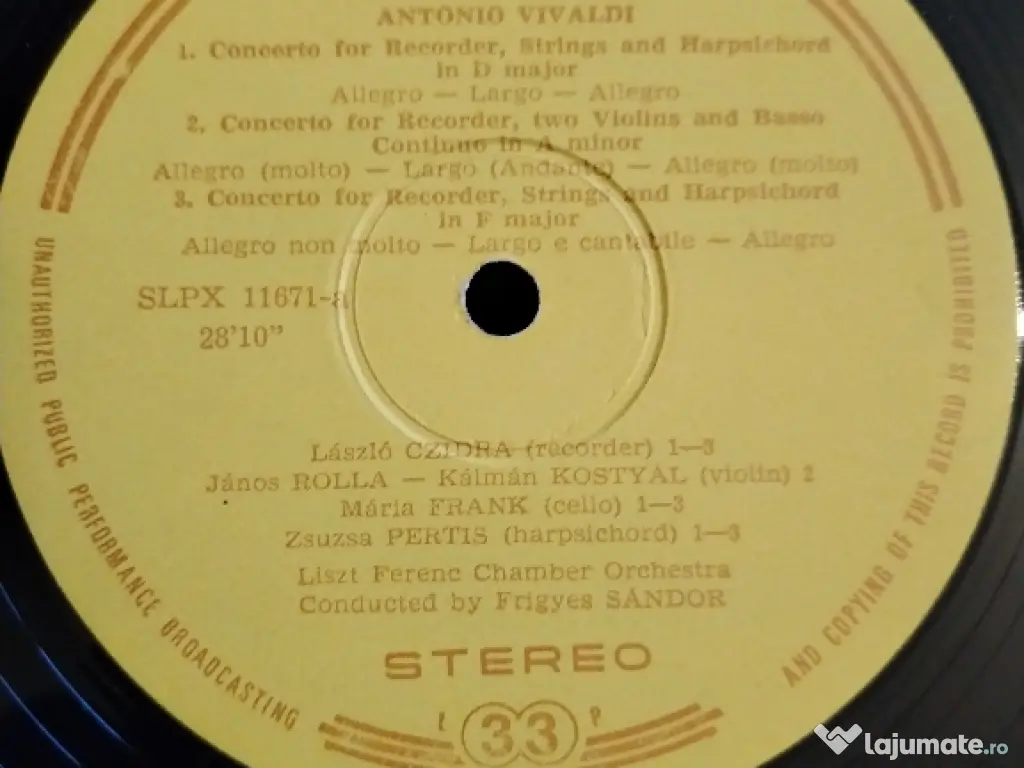 ANTONIO VIVALDI
1. Concerto for Recorder, Strings and Harpsichord
in D major
Allegro — Largo — Allegro
2. Concerto for Recorder, two Violins and Basso
Continuo in A minor
Allegro (molto) — Largo (Andante) — Allegro (molto)
3. Concerto for Recorder, Strings and Harpsichord
in F major
Allegro non molto — Largo e cantabile — Allegro
SLPX 11671-a
28'10"
László CZIDRA (recorder) 1—3
János ROLLA — Kálmán KOSTYÁL (violin) 2
Mária FRANK (cello) 1—3
Zsuzsa PERTIS (harpsichord) 1—3
Liszt Ferenc Chamber Orchestra
Conducted by Frigyes SÁNDOR
STEREO
L 33 P
UNAUTHORIZED PUBLIC PERFORMANCE BROADCASTING
AND COPYING OF THIS RECORD IS PROHIBITED
lajumate.ro